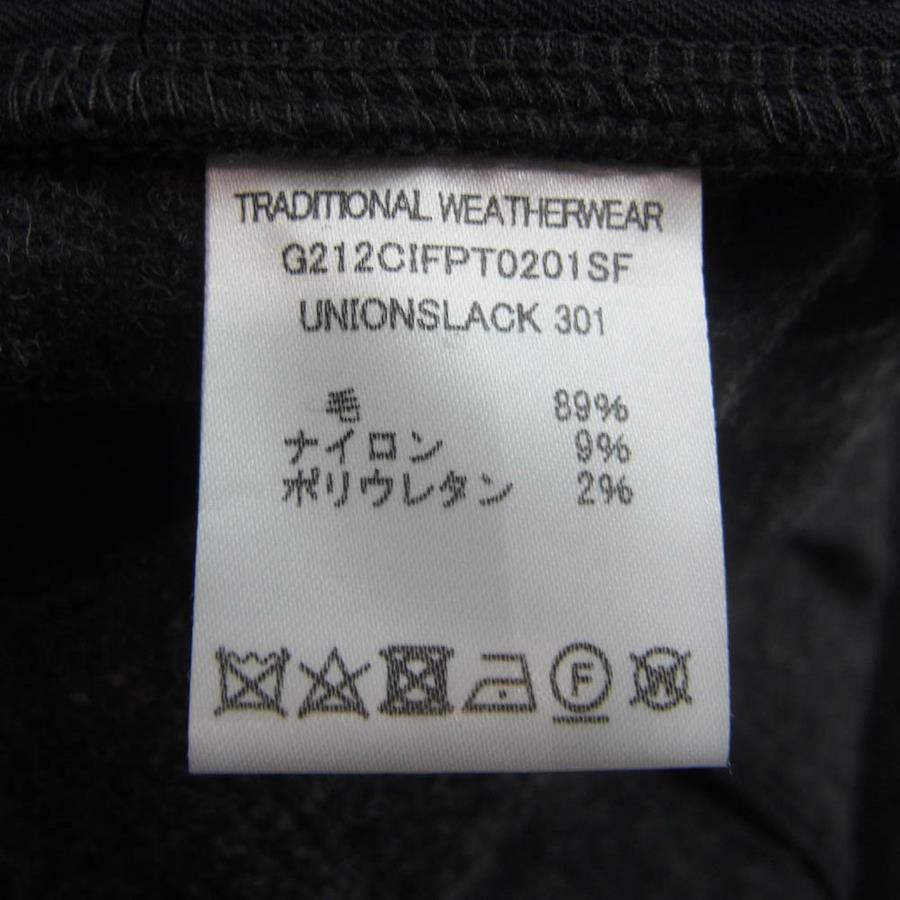 TRADITIONAL WEATHERWEAR
G212CIFPT0201SF
UNIONSLACK 301
毛 89%
ナイロン 9%
ポリウレタン 2%
F W